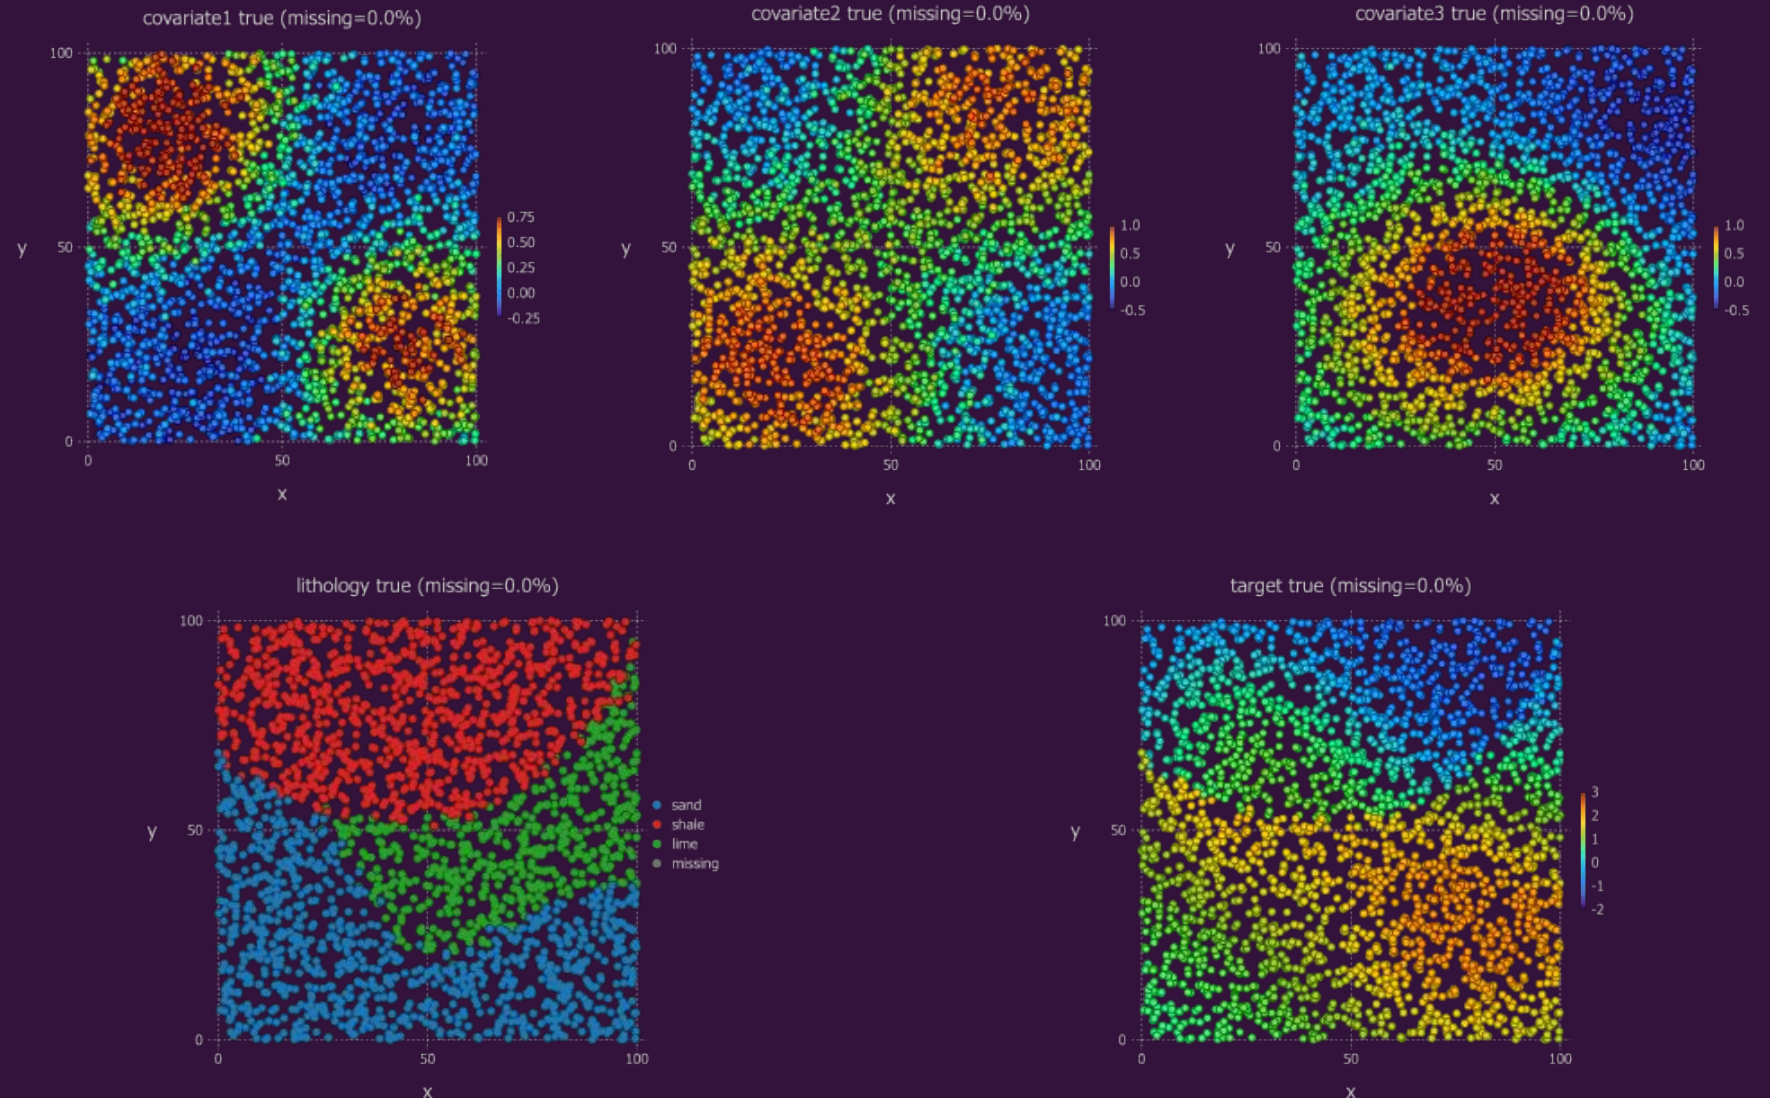 covariate1 true (missing=0.0%)
100
50
0
y
0 50 100
x
0.75
0.50
0.25
0.00
-0.25
covariate2 true (missing=0.0%)
100
50
0
y
0 50 100
x
1.0
0.5
0.0
-0.5
covariate3 true (missing=0.0%)
100
50
0
y
0 50 100
x
1.0
0.5
0.0
-0.5
lithology true (missing=0.0%)
100
50
0
y
0 50 100
x
sand
shale
lime
missing
target true (missing=0.0%)
100
50
0
y
0 50 100
x
3
2
1
0
-1
-2